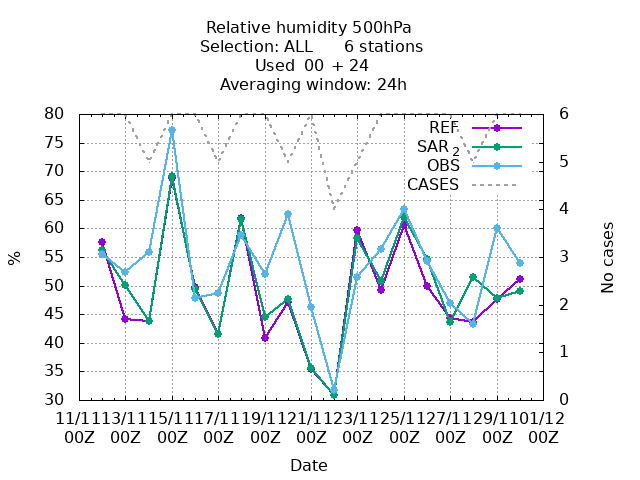 Relative humidity 500hPa
Selection: ALL 6 stations
Used 00 + 24
Averaging window: 24h
80 6
REF
SAR 2
75
5
OBS
70
CASES
65
4
60
%
55
3
No cases
50
2
45
40
1
35
30 0
11/11 13/11 15/11 17/11 19/11 21/11 23/11 25/11 27/11 29/11 01/12
00Z 00Z 00Z 00Z 00Z 00Z 00Z 00Z 00Z 00Z 00Z
Date